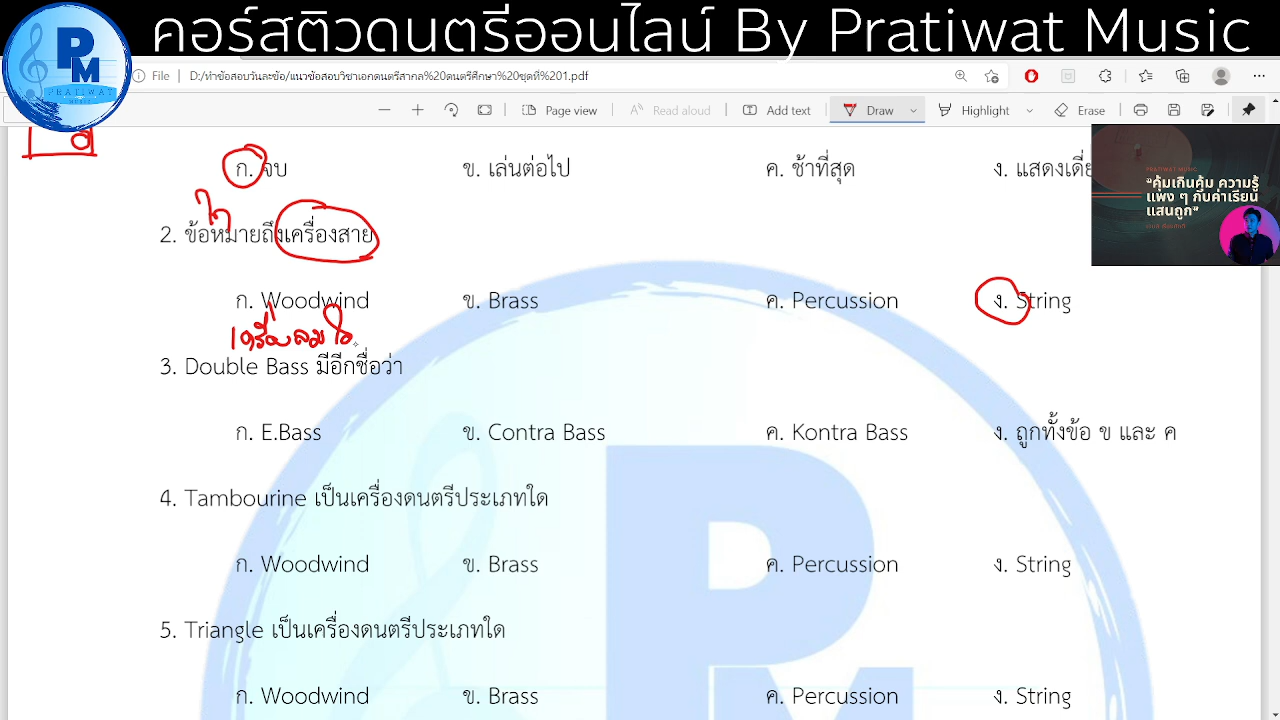 คอร์สติวดนตรีออนไลน์ By Pratiwat Music
PM
PRATIWAT
File D:/ทำข้อสอบวันละข้อ/แนวข้อสอบวิชาเอกดนตรีสากล%20ดนตรีศึกษา%20ชุดที่%201.pdf
Page view Read aloud Add text Draw Highlight Erase
PRATIWAT MUSIC
"คุ้มเกินคุ้ม ความรู้
แพง ๆ กับค่าเรียน
แสนถูก"
ก. จบ ข. เล่นต่อไป ค. ช้าที่สุด ง. แสดงเดี่
ใด
2. ข้อหมายถึงเครื่องสาย
ก. Woodwind ข. Brass ค. Percussion ง. String
เครื่องลมไ
3. Double Bass มีอีกชื่อว่า
ก. E.Bass ข. Contra Bass ค. Kontra Bass ง. ถูกทั้งข้อ ข และ ค
4. Tambourine เป็นเครื่องดนตรีประเภทใด
ก. Woodwind ข. Brass ค. Percussion ง. String
5. Triangle เป็นเครื่องดนตรีประเภทใด
ก. Woodwind ข. Brass ค. Percussion ง. String